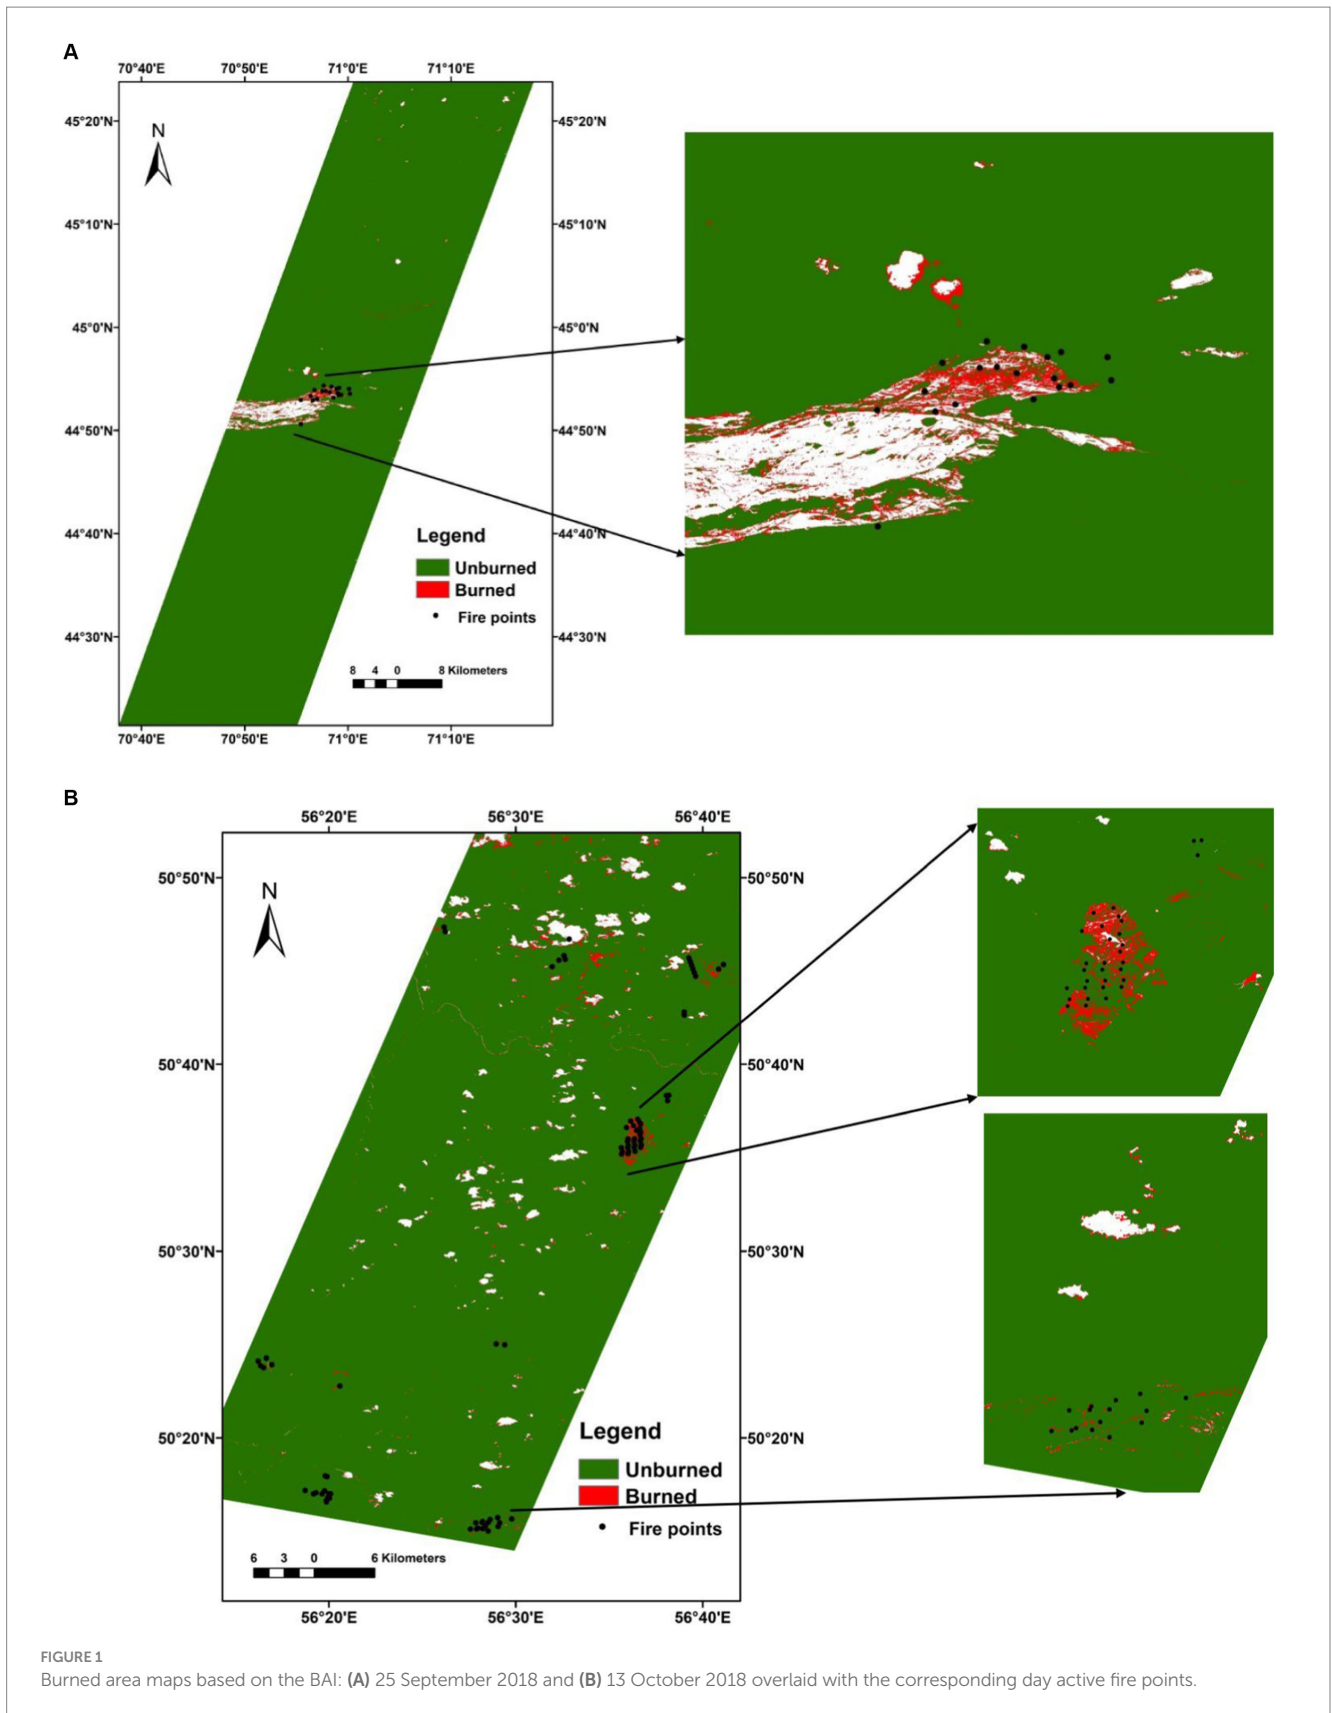 A
70°40'E 70°50'E 71°0'E 71°10'E
N
45°20'N 45°20'N
45°10'N 45°10'N
45°0'N 45°0'N
44°50'N
44°40'N 44°40'N
44°30'N 44°30'N
Legend
Unburned
Burned
Fire points
8 4 0 8 Kilometers
70°40'E 70°50'E 71°0'E 71°10'E
B
56°20'E 56°30'E 56°40'E
N
50°50'N 50°50'N
50°40'N 50°40'N
50°30'N 50°30'N
50°20'N 50°20'N
Legend
Unburned
Burned
Fire points
6 3 0 6 Kilometers
56°20'E 56°30'E 56°40'E
FIGURE 1
Burned area maps based on the BAI: (A) 25 September 2018 and (B) 13 October 2018 overlaid with the corresponding day active fire points.